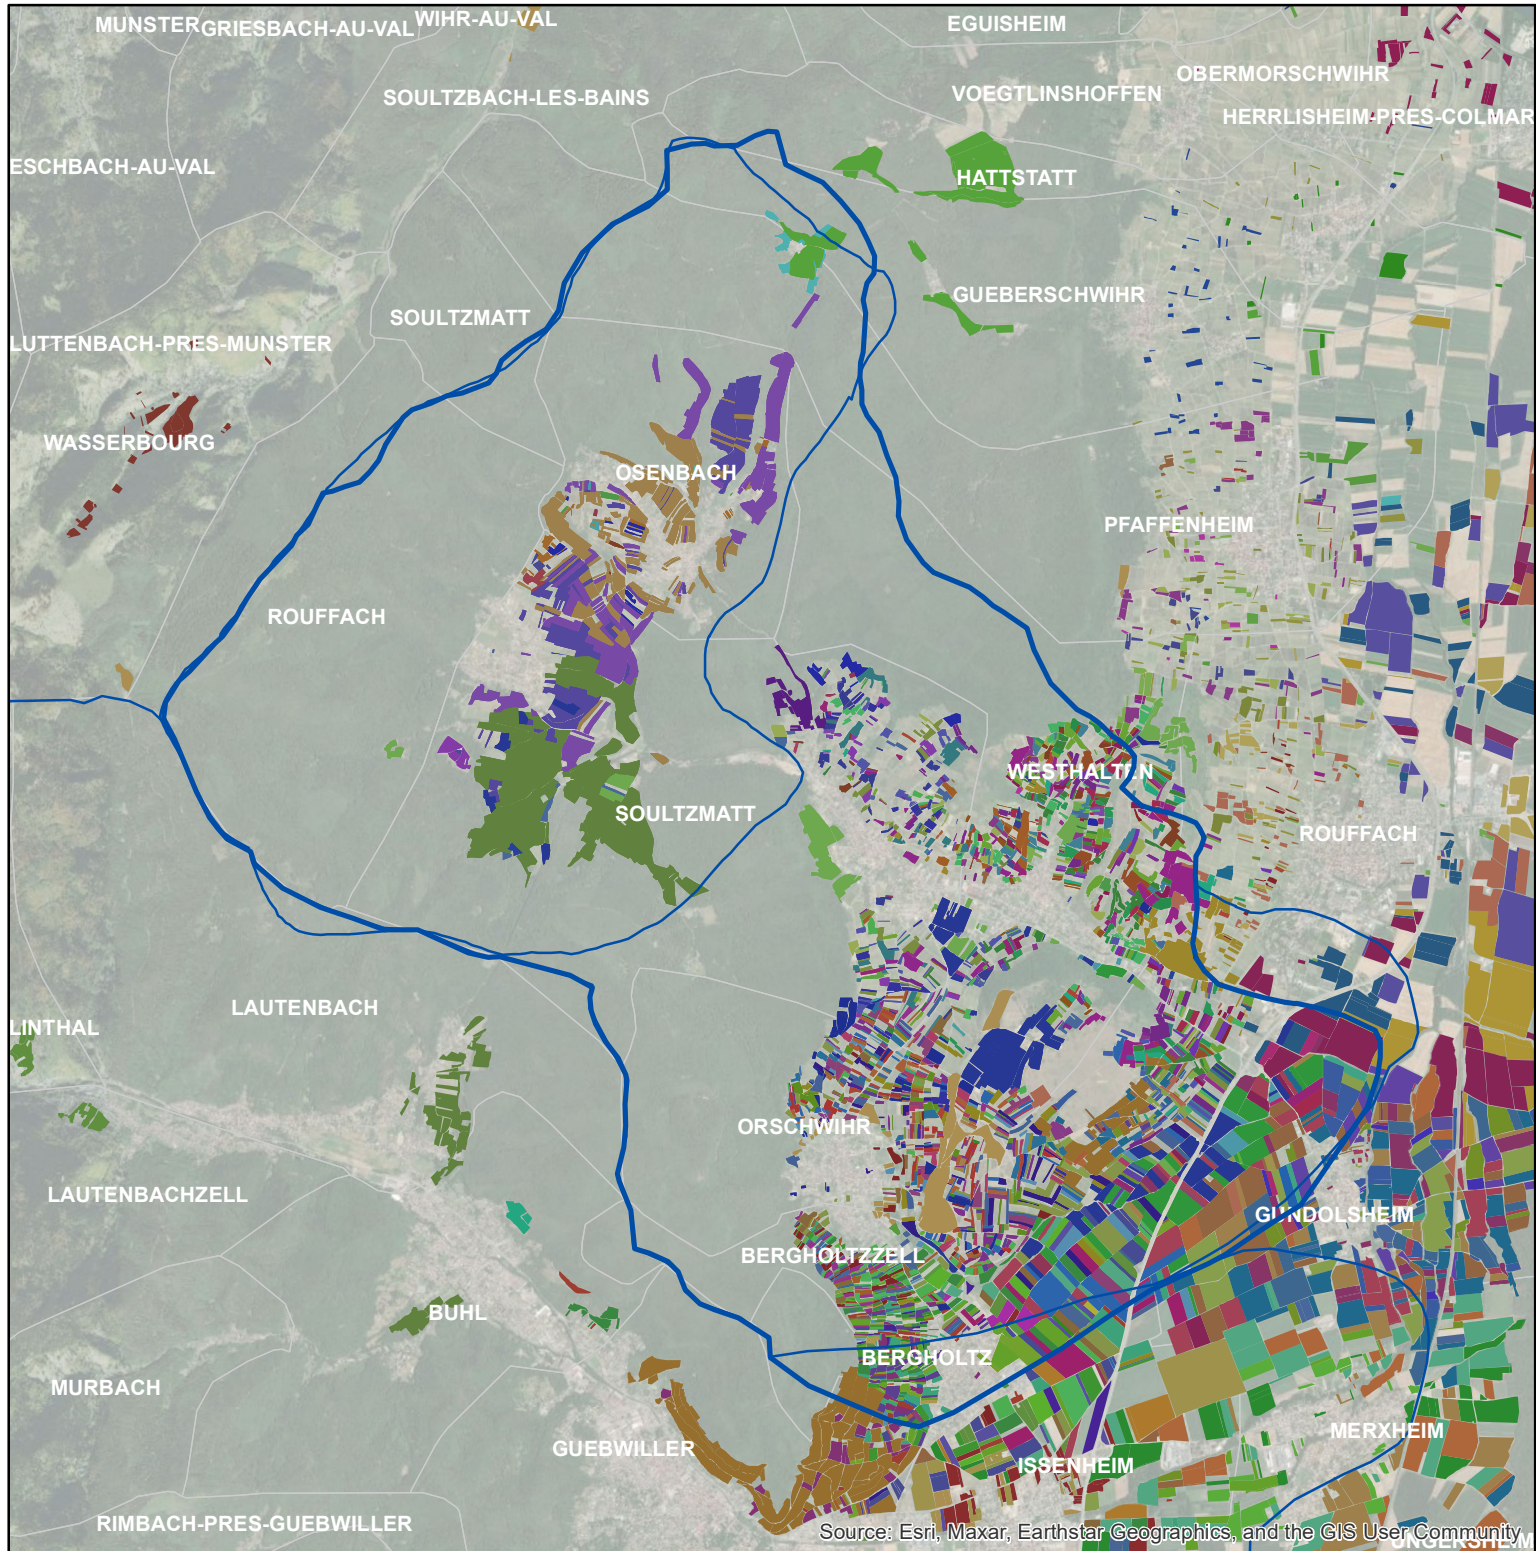 MUNSTER
GRIESBACH-AU-VAL
WIHR-AU-VAL
EGUISHEIM
OBERMORSCHWIHR
SOULTZBACH-LES-BAINS
VOEGTLINSHOFFEN
HERRLISHEIM-PRES-COLMAR
ESCHBACH-AU-VAL
HATTSTATT
GUEBERSCHWIHR
SOULTZMATT
LUTTENBACH-PRES-MUNSTER
WASSERBOURG
OSENBACH
PFAFFENHEIM
ROUFFACH
WESTHALTEN
SOULTZMATT
ROUFFACH
LAUTENBACH
LINTHAL
ORSCHWIHR
LAUTENBACHZELL
GUNDOLSHEIM
BERGHOLTZZELL
BUHL
BERGHOLTZ
MURBACH
MERXHEIM
GUEBWILLER
ISSENHEIM
RIMBACH-PRES-GUEBWILLER
Source: Esri, Maxar, Earthstar Geographics, and the GIS User Community
UNGERSHEIM